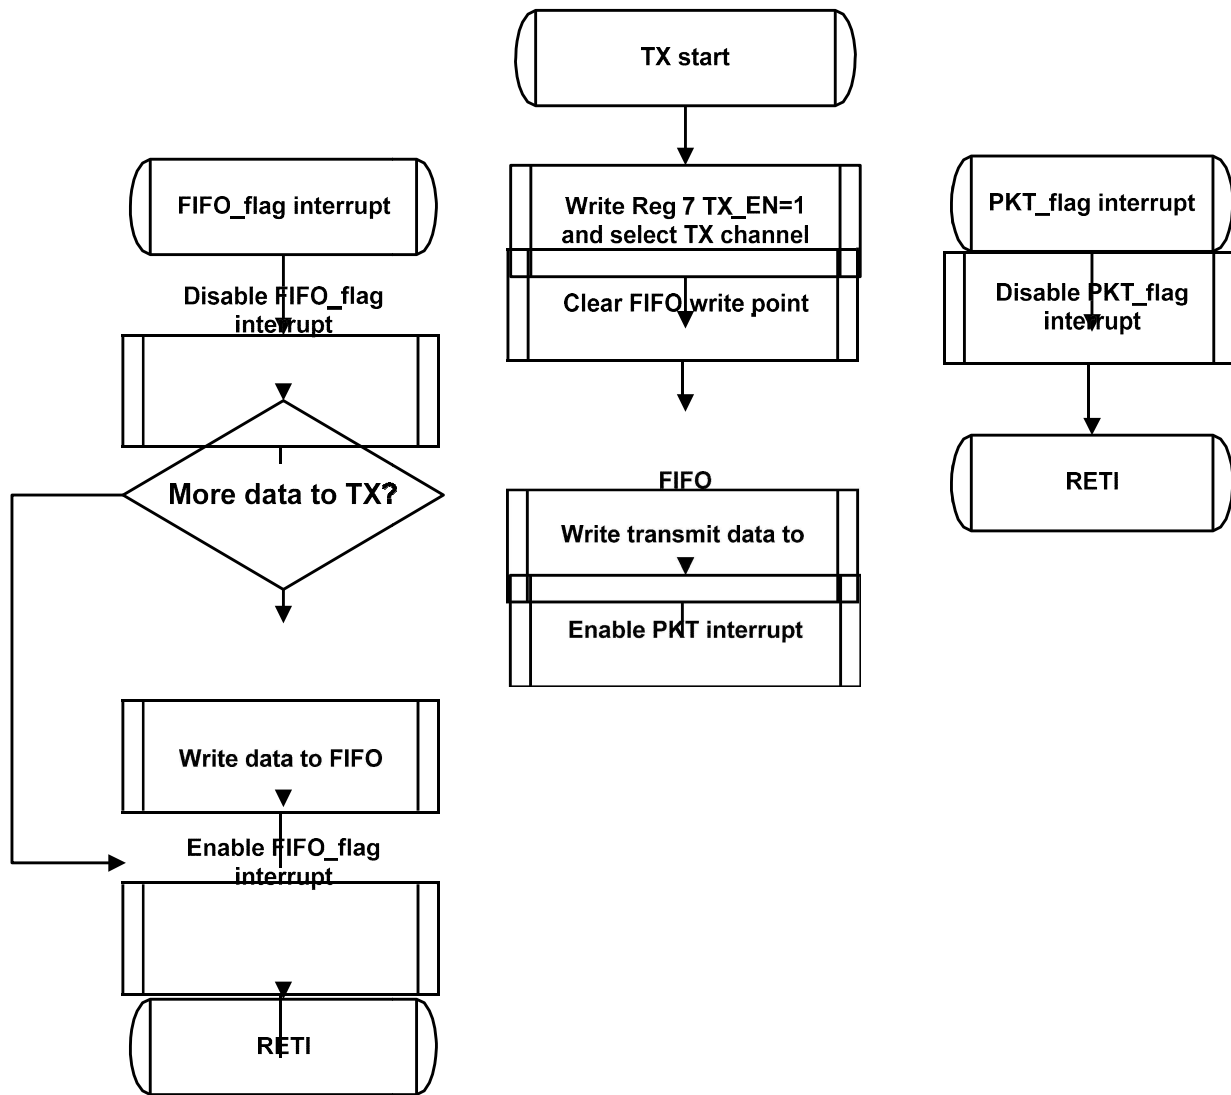 TX start
Write Reg 7 TX_EN=1
and select TX channel
Clear FIFO write point
FIFO
Write transmit data to
Enable PKT interrupt
FIFO_flag interrupt
Disable FIFO_flag
interrupt
More data to TX?
Write data to FIFO
Enable FIFO_flag
interrupt
RETI
PKT_flag interrupt
Disable PKT_flag
interrupt
RETI